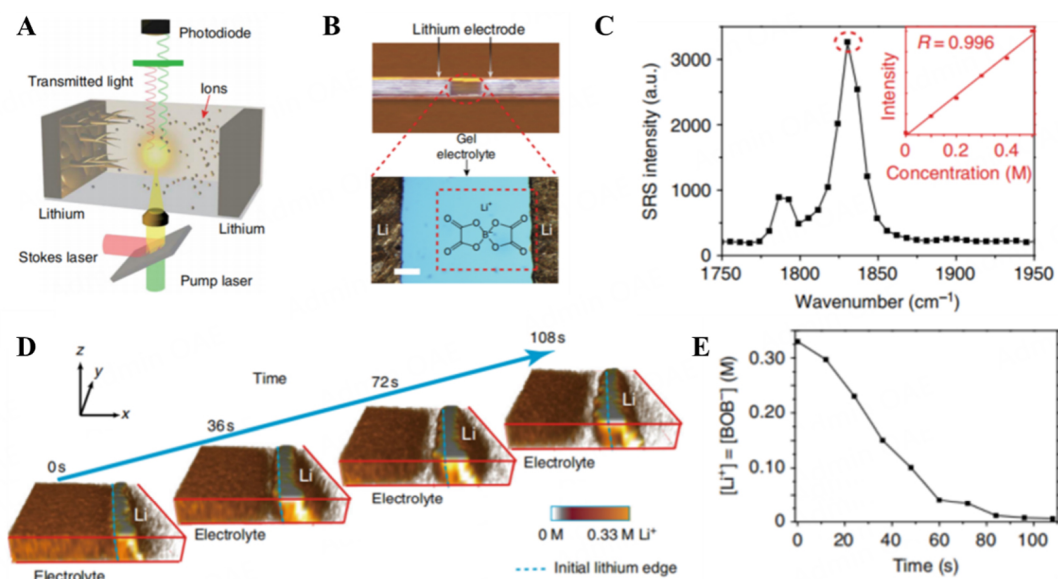 A
Photodiode
Transmitted light
Ions
Lithium
Lithium
Stokes laser
Pump laser
B
Lithium electrode
Gel
electrolyte
Li⁺
O
O
O
O
B⁻
O
O
O
O
Li
Li
C
SRS intensity (a.u.)
3000
2000
1000
0
1750
1800
1850
1900
1950
Wavenumber (cm⁻¹)
R = 0.996
Intensity
0
0.2
0.4
Concentration (M)
D
z
y
x
Time
0s
36s
72s
108s
Li
Li
Li
Li
Electrolyte
Electrolyte
Electrolyte
Electrolyte
0 M
0.33 M Li⁺
Initial lithium edge
E
[Li⁺] = [BOB⁻] (M)
0.30
0.20
0.10
0
0
20
40
60
80
100
Time (s)